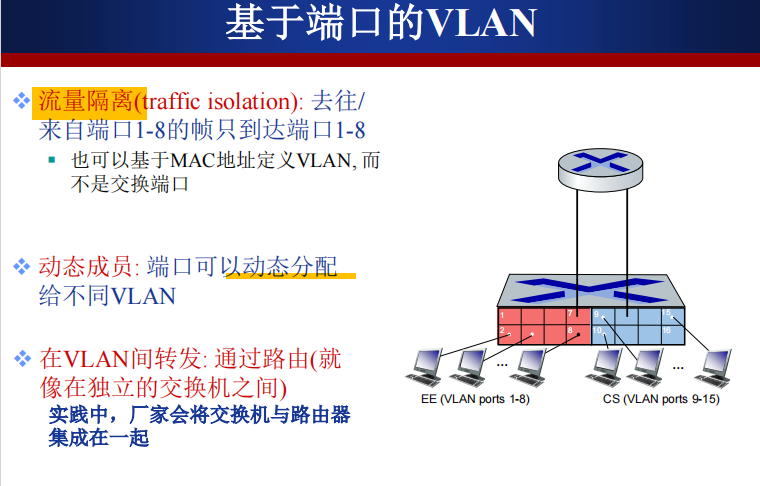 基于端口的VLAN
流量隔离(traffic isolation): 去往/
来自端口1-8的帧只到达端口1-8
也可以基于MAC地址定义VLAN, 而
不是交换端口
动态成员: 端口可以动态分配
给不同VLAN
在VLAN间转发: 通过路由(就
像在独立的交换机之间)
实践中，厂家会将交换机与路由器
集成在一起
1 7 9 15
2 8 10 16
... ...
EE (VLAN ports 1-8) CS (VLAN ports 9-15)